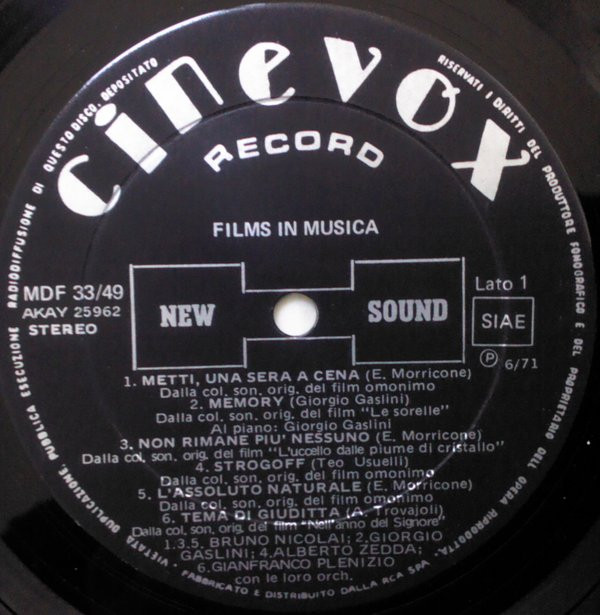 cinevox
RECORD
FILMS IN MUSICA
MDF 33/49
AKAY 25962
STEREO
NEW
SOUND
Lato 1
SIAE
Ⓟ 6/71
1. METTI, UNA SERA A CENA (E. Morricone)
Dalla col. son. orig. del film omonimo
2. MEMORY (Giorgio Gaslini)
Dalla col. son. orig. del film "Le sorelle"
Al piano: Giorgio Gaslini
3. NON RIMANE PIU' NESSUNO (E. Morricone)
Dalla col. son. orig. del film "L'uccello dalle piume di cristallo"
4. STROGOFF (Teo Usuelli)
Dalla col. son. orig. del film omonimo
5. L'ASSOLUTO NATURALE (E. Morricone)
Dalla col. son. orig. del film omonimo
6. TEMA DI GIUDITTA (A. Trovajoli)
Dalla col. son. orig. del film "Nell'anno del Signore"
1.3.5. BRUNO NICOLAI; 2.GIORGIO
GASLINI; 4.ALBERTO ZEDDA;
6.GIANFRANCO PLENIZIO
con le loro orch.
RISERVATI I DIRITTI DEL PRODUTTORE FONOGRAFICO E DEL PROPRIETARIO DELL'OPERA RIPRODOTTA-
- VIETATA DUPLICAZIONE, PUBBLICA ESECUZIONE RADIODIFFUSIONE DI QUESTO DISCO, DEPOSITATO
FABBRICATO E DISTRIBUITO DALLA RCA SPA